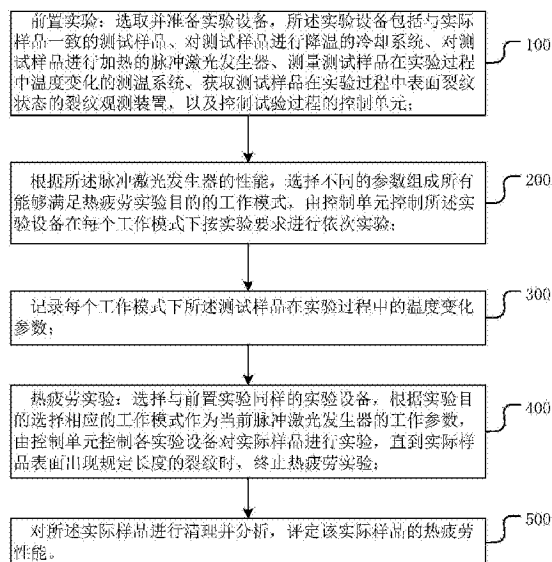 前置实验：选取并准备实验设备，所述实验设备包括与实际
样品一致的测试样品、对测试样品进行降温的冷却系统、对测
试样品进行加热的脉冲激光发生器、测量测试样品在实验过程
中温度变化的测温系统、获取测试样品在实验过程中表面裂纹
状态的裂纹观测装置，以及控制试验过程的控制单元；
100
根据所述脉冲激光发生器的性能，选择不同的参数组成所有
能够满足热疲劳实验目的的工作模式，由控制单元控制所述实
验设备在每个工作模式下按实验要求进行依次实验；
200
记录每个工作模式下所述测试样品在实验过程中的温度变化
参数；
300
热疲劳实验：选择与前置实验同样的实验设备，根据实验目
的选择相应的工作模式作为当前脉冲激光发生器的工作参数，
由控制单元控制各实验设备对实际样品进行实验，直到实际样
品表面出现规定长度的裂纹时，终止热疲劳实验；
400
对所述实际样品进行清理并分析，评定该实际样品的热疲劳
性能。
500